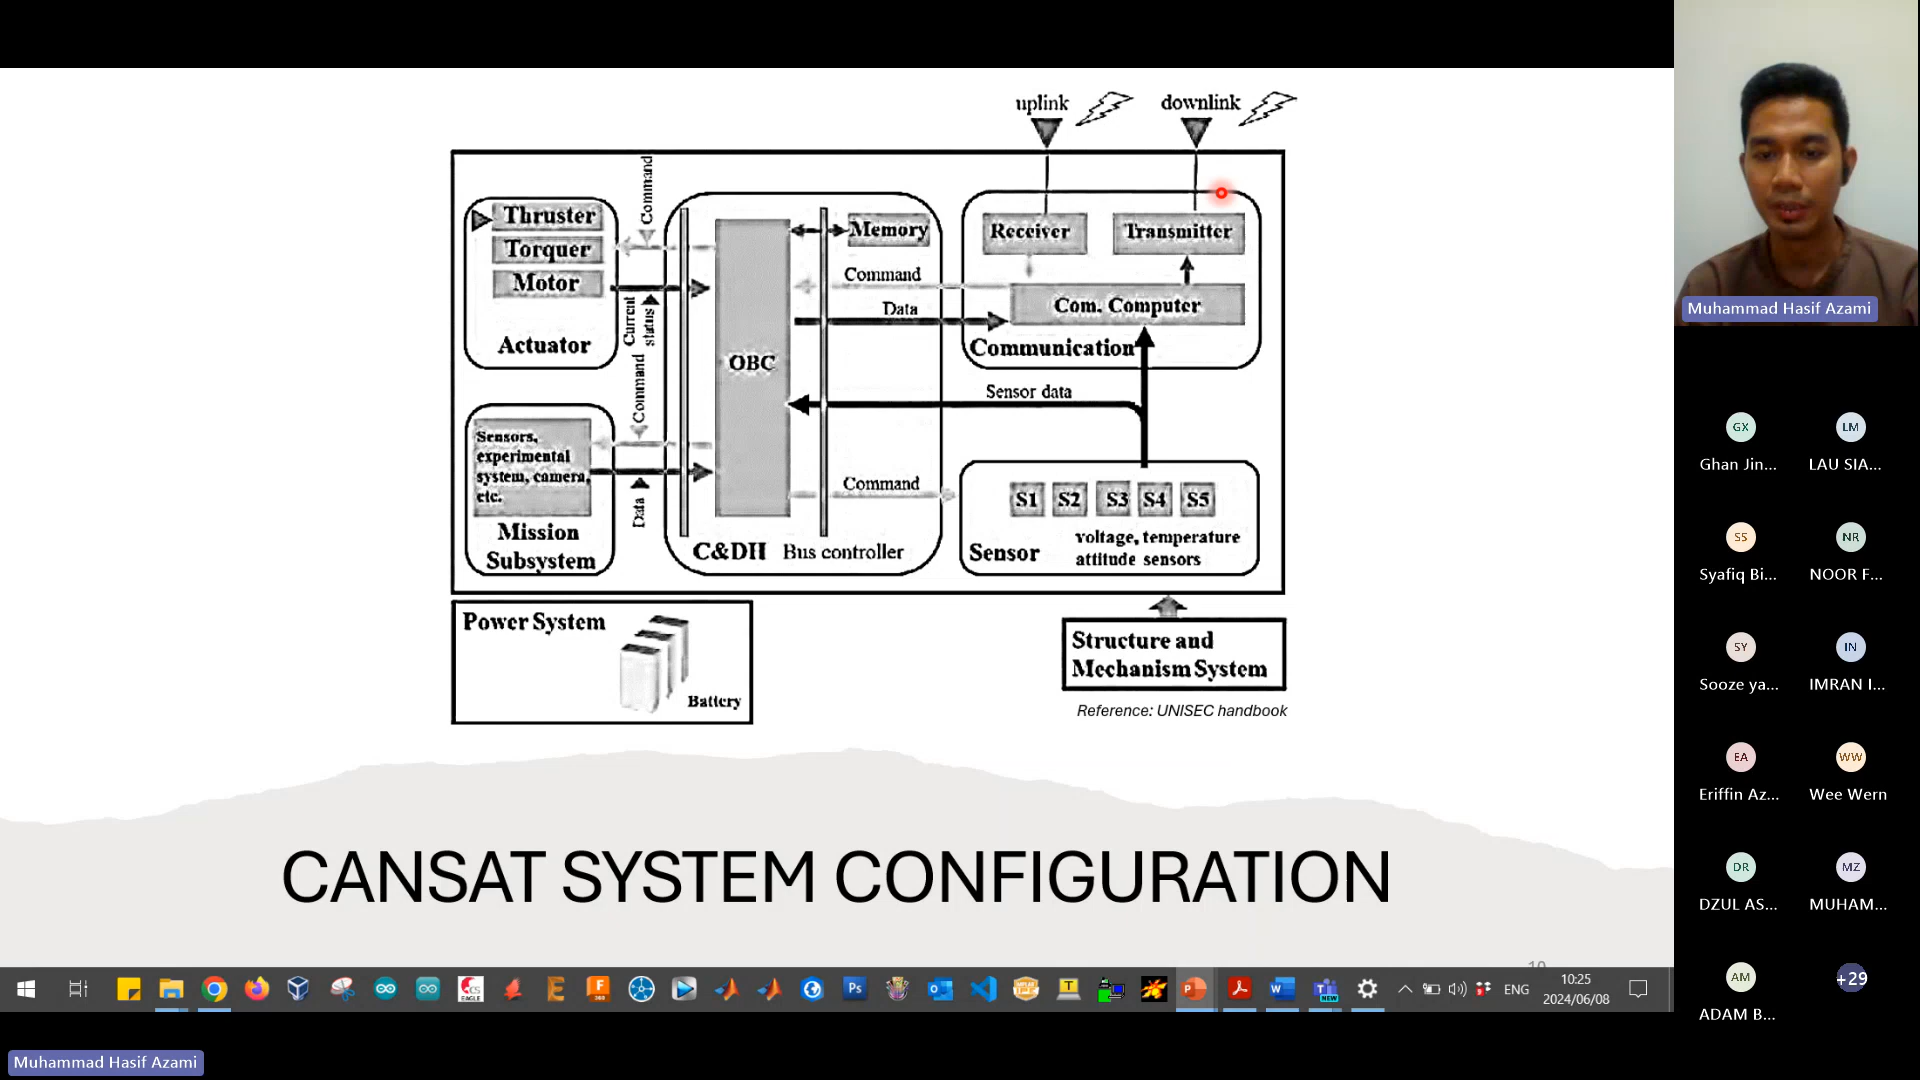 uplink
downlink
Command
Thruster
Torquer
Motor
Actuator
Current
status
Command
Sensors,
experimental
system, camera,
etc.
Mission
Subsystem
Data
OBC
Memory
Command
Data
Sensor data
Command
C&DH Bus controller
Receiver
Transmitter
Com. Computer
Communication
S1 S2 S3 S4 S5
voltage, temperature
attitude sensors
Sensor
Power System
Battery
Structure and
Mechanism System
Reference: UNISEC handbook
CANSAT SYSTEM CONFIGURATION
Muhammad Hasif Azami
GX
Ghan Jin...
LM
LAU SIA...
SS
Syafiq Bi...
NR
NOOR F...
SY
Sooze ya...
IN
IMRAN I...
EA
Eriffin Az...
WW
Wee Wern
DR
DZUL AS...
MZ
MUHAM...
AM
ADAM B...
+29
EAGLE
F
360
Ps
T
NEW
ENG
10:25
2024/06/08
Muhammad Hasif Azami